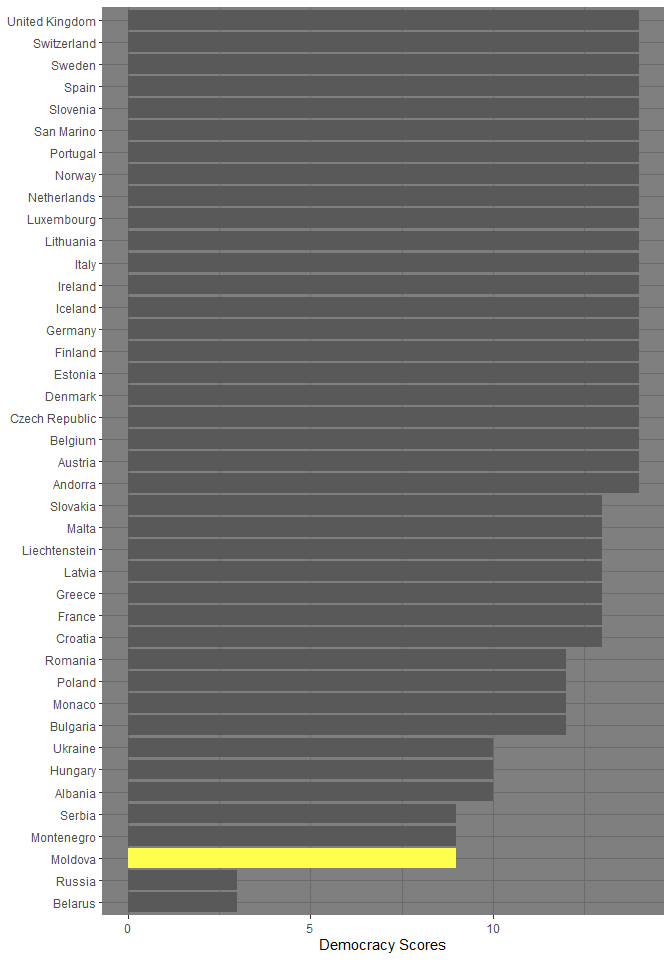 United Kingdom
Switzerland
Sweden
Spain
Slovenia
San Marino
Portugal
Norway
Netherlands
Luxembourg
Lithuania
Italy
Ireland
Iceland
Germany
Finland
Estonia
Denmark
Czech Republic
Belgium
Austria
Andorra
Slovakia
Malta
Liechtenstein
Latvia
Greece
France
Croatia
Romania
Poland
Monaco
Bulgaria
Ukraine
Hungary
Albania
Serbia
Montenegro
Moldova
Russia
Belarus
0 5 10
Democracy Scores